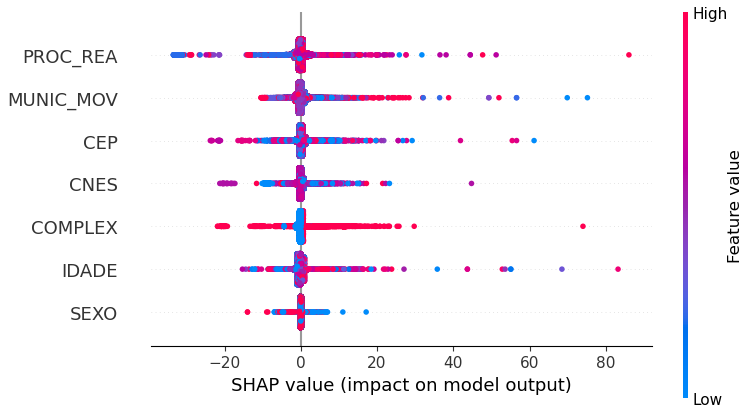 High
PROC_REA
MUNIC_MOV
CEP
CNES
COMPLEX
IDADE
SEXO
Feature value
−20 0 20 40 60 80
Low
SHAP value (impact on model output)